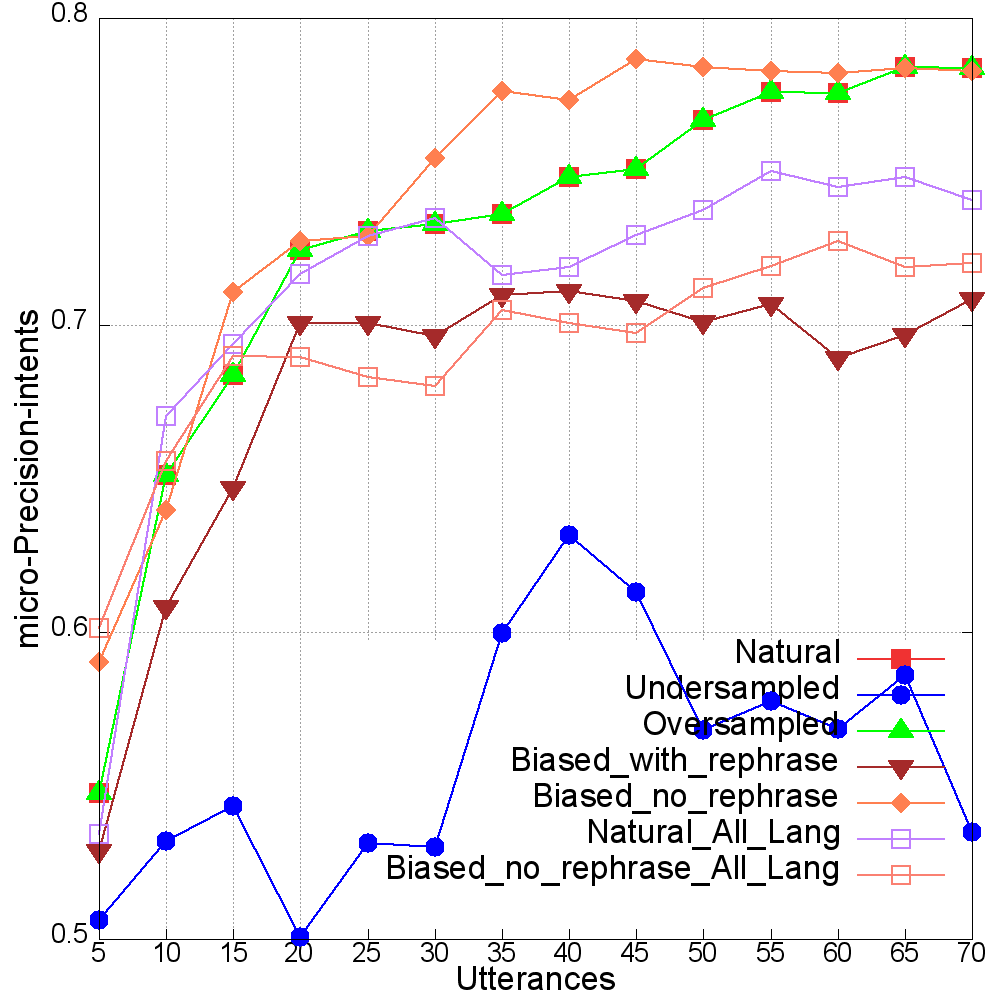 0.8
0.7
0.6
0.5
micro-Precision-intents
Natural
Undersampled
Oversampled
Biased_with_rephrase
Biased_no_rephrase
Natural_All_Lang
Biased_no_rephrase_All_Lang
5 10 15 20 25 30 35 40 45 50 55 60 65 70
Utterances